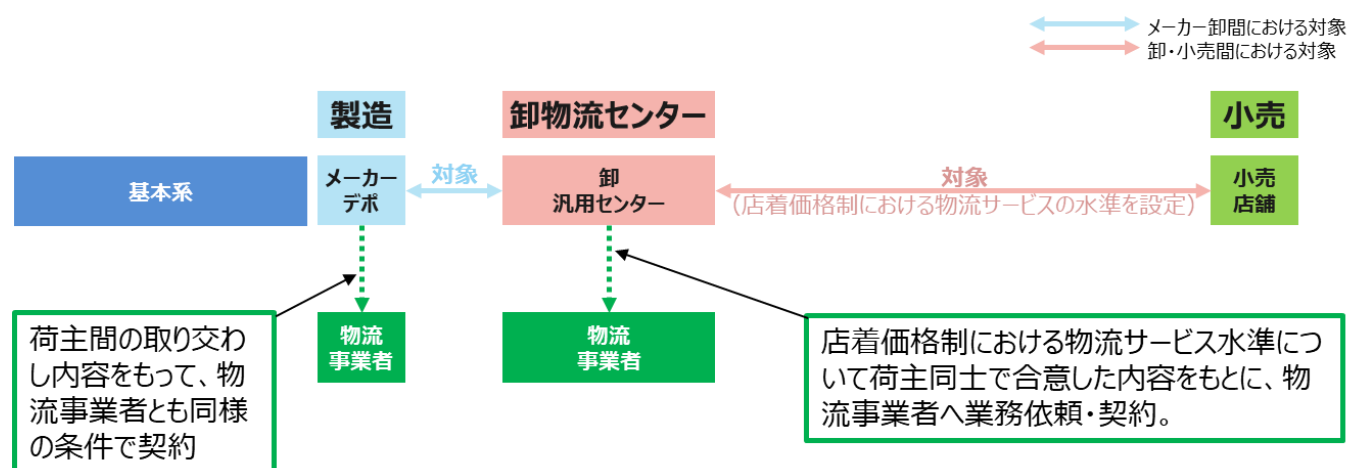 メーカー卸間における対象
卸・小売間における対象
製造
卸物流センター
小売
基本系
メーカー
デポ
対象
卸
汎用センター
対象
(店着価格制における物流サービスの水準を設定)
小売
店舗
荷主間の取り交わ
し内容をもって、物
流事業者とも同様
の条件で契約
物流
事業者
物流
事業者
店着価格制における物流サービス水準につ
いて荷主同士で合意した内容をもとに、物
流事業者へ業務依頼・契約。